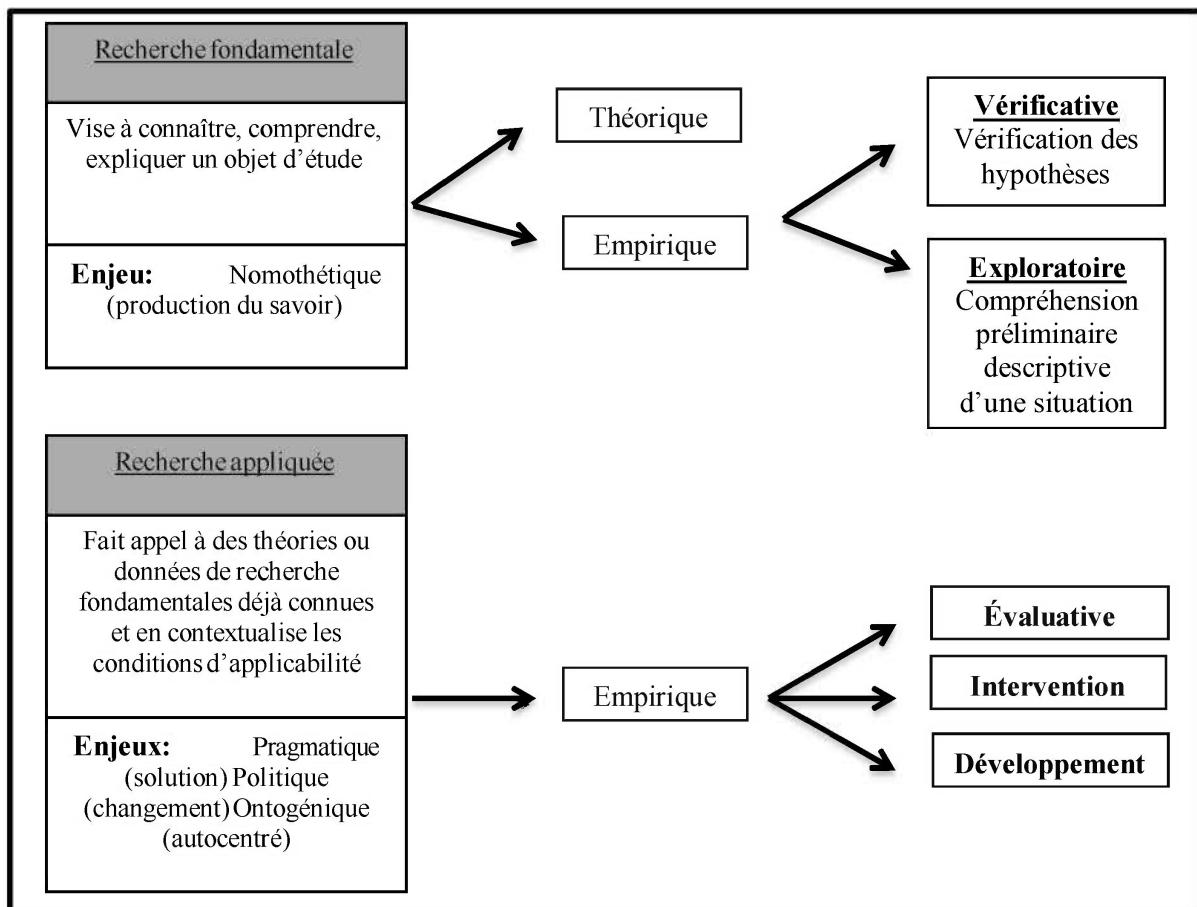 Recherche fondamentale
Vise à connaître, comprendre,
expliquer un objet d’étude
Enjeu: Nomothétique
(production du savoir)
Théorique
Empirique
Vérificative
Vérification des
hypothèses
Exploratoire
Compréhension
préliminaire
descriptive
d’une situation
Recherche appliquée
Fait appel à des théories ou
données de recherche
fondamentales déjà connues
et en contextualise les
conditions d’applicabilité
Enjeux: Pragmatique
(solution) Politique
(changement) Ontogénique
(autocentré)
Empirique
Évaluative
Intervention
Développement